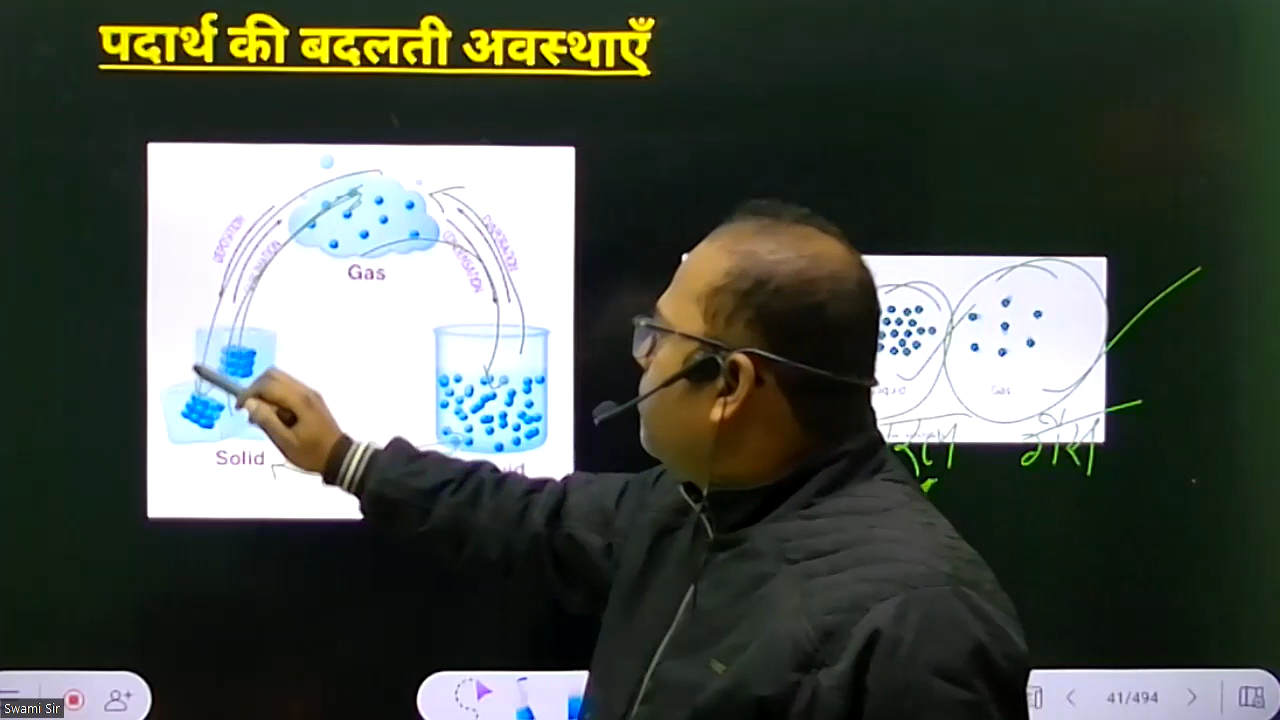 पदार्थ की बदलती अवस्थाएँ
DEPOSITION
EVAPORATION
CONDENSATION
Gas
Solid
Gas
गैस
41/494
Swami Sir